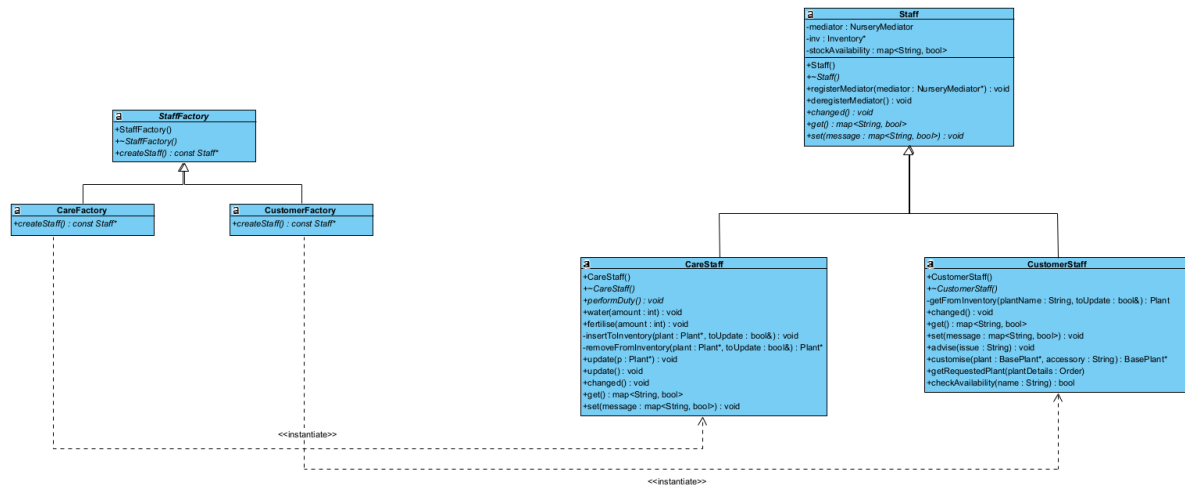 Staff
-mediator : NurseryMediator
-inv : Inventory*
-stockAvailability : map<String, bool>
+Staff()
+~Staff()
+registerMediator(mediator : NurseryMediator*) : void
+deregisterMediator() : void
+changed() : void
+get() : map<String, bool>
+set(message : map<String, bool>) : void
StaffFactory
+StaffFactory()
+~StaffFactory()
+createStaff() : const Staff*
CareFactory
+createStaff() : const Staff*
CustomerFactory
+createStaff() : const Staff*
CareStaff
+CareStaff()
+~CareStaff()
+performDuty() : void
+water(amount : int) : void
+fertilise(amount : int) : void
-insertToInventory(plant : Plant*, toUpdate : bool&) : void
-removeFromInventory(plant : Plant*, toUpdate : bool&) : Plant*
+update(p : Plant*) : void
+update() : void
+changed() : void
+get() : map<String, bool>
+set(message : map<String, bool>) : void
CustomerStaff
+CustomerStaff()
+~CustomerStaff()
-getFromInventory(plantName : String, toUpdate : bool&) : Plant
+changed() : void
+get() : map<String, bool>
+set(message : map<String, bool>) : void
+advise(issue : String) : void
+customise(plant : BasePlant*, accessory : String) : BasePlant*
+getRequestedPlant(plantDetails : Order)
+checkAvailability(name : String) : bool
<<instantiate>>
<<instantiate>>